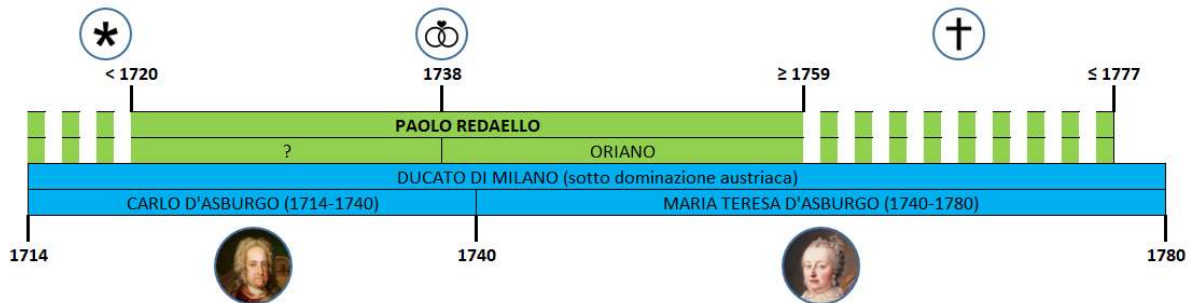 < 1720 1738 ≥ 1759 ≤ 1777
PAOLO REDAELLO
? ORIANO
DUCATO DI MILANO (sotto dominazione austriaca)
CARLO D'ASBURGO (1714-1740) MARIA TERESA D'ASBURGO (1740-1780)
1714 1740 1780